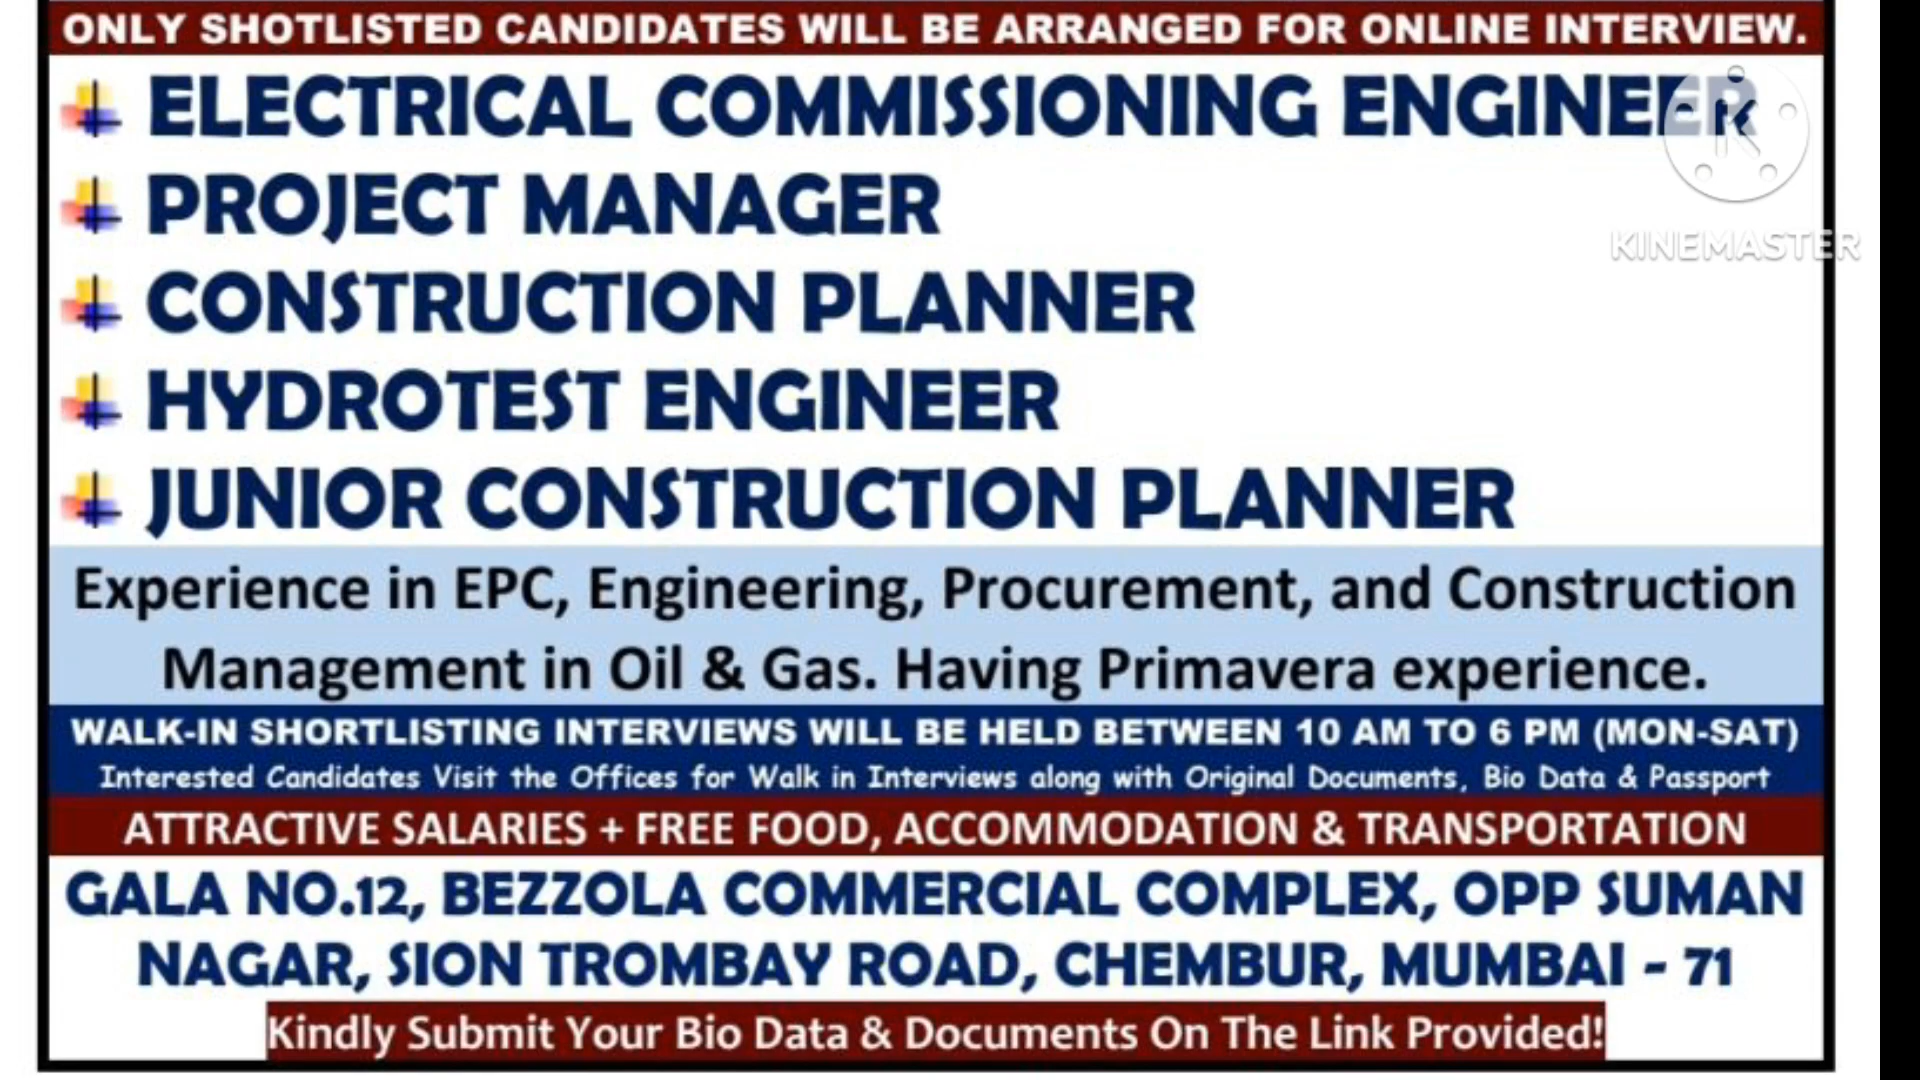 ONLY SHOTLISTED CANDIDATES WILL BE ARRANGED FOR ONLINE INTERVIEW.
ELECTRICAL COMMISSIONING ENGINEER
PROJECT MANAGER
KINEMASTER
CONSTRUCTION PLANNER
HYDROTEST ENGINEER
JUNIOR CONSTRUCTION PLANNER
Experience in EPC, Engineering, Procurement, and Construction
Management in Oil & Gas. Having Primavera experience.
WALK-IN SHORTLISTING INTERVIEWS WILL BE HELD BETWEEN 10 AM TO 6 PM (MON-SAT)
Interested Candidates Visit the Offices for Walk in Interviews along with Original Documents, Bio Data & Passport
ATTRACTIVE SALARIES + FREE FOOD, ACCOMMODATION & TRANSPORTATION
GALA NO.12, BEZZOLA COMMERCIAL COMPLEX, OPP SUMAN
NAGAR, SION TROMBAY ROAD, CHEMBUR, MUMBAI - 71
Kindly Submit Your Bio Data & Documents On The Link Provided!